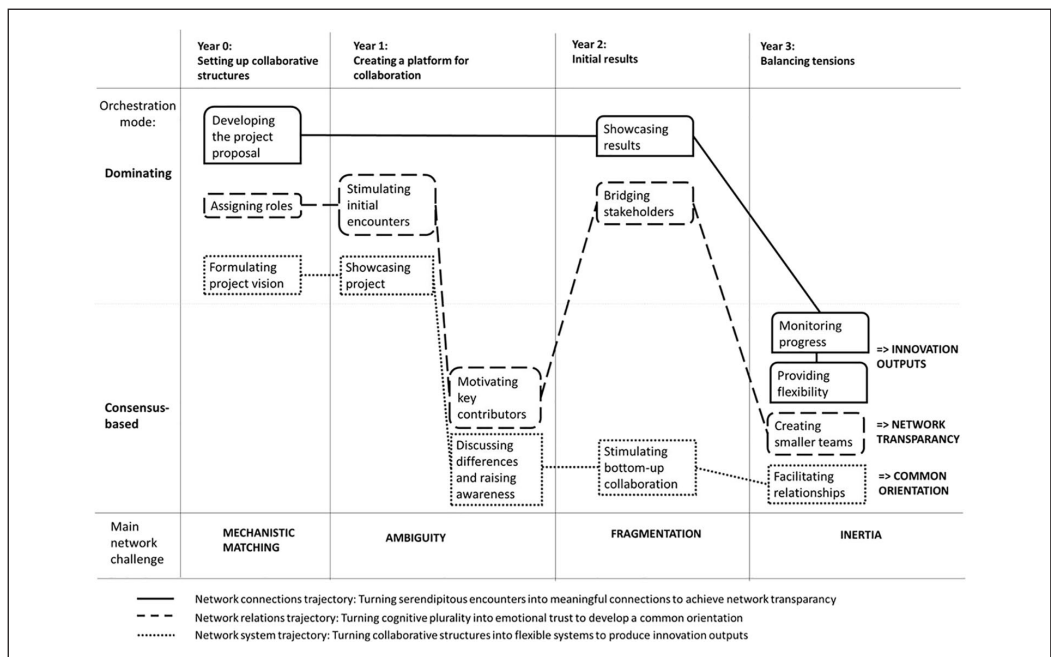 Year 0:
Setting up collaborative
structures
Year 1:
Creating a platform for
collaboration
Year 2:
Initial results
Year 3:
Balancing tensions
Orchestration
mode:
Dominating
Developing
the project
proposal
Showcasing
results
Assigning roles
Stimulating
initial
encounters
Bridging
stakeholders
Formulating
project vision
Showcasing
project
Monitoring
progress
=> INNOVATION
OUTPUTS
Providing
flexibility
Consensus-
based
Motivating
key
contributors
Creating
smaller teams
=> NETWORK
TRANSPARANCY
Discussing
differences
and raising
awareness
Stimulating
bottom-up
collaboration
Facilitating
relationships
=> COMMON
ORIENTATION
Main
network
challenge
MECHANISTIC
MATCHING
AMBIGUITY
FRAGMENTATION
INERTIA
Network connections trajectory: Turning serendipitous encounters into meaningful connections to achieve network transparancy
Network relations trajectory: Turning cognitive plurality into emotional trust to develop a common orientation
Network system trajectory: Turning collaborative structures into flexible systems to produce innovation outputs